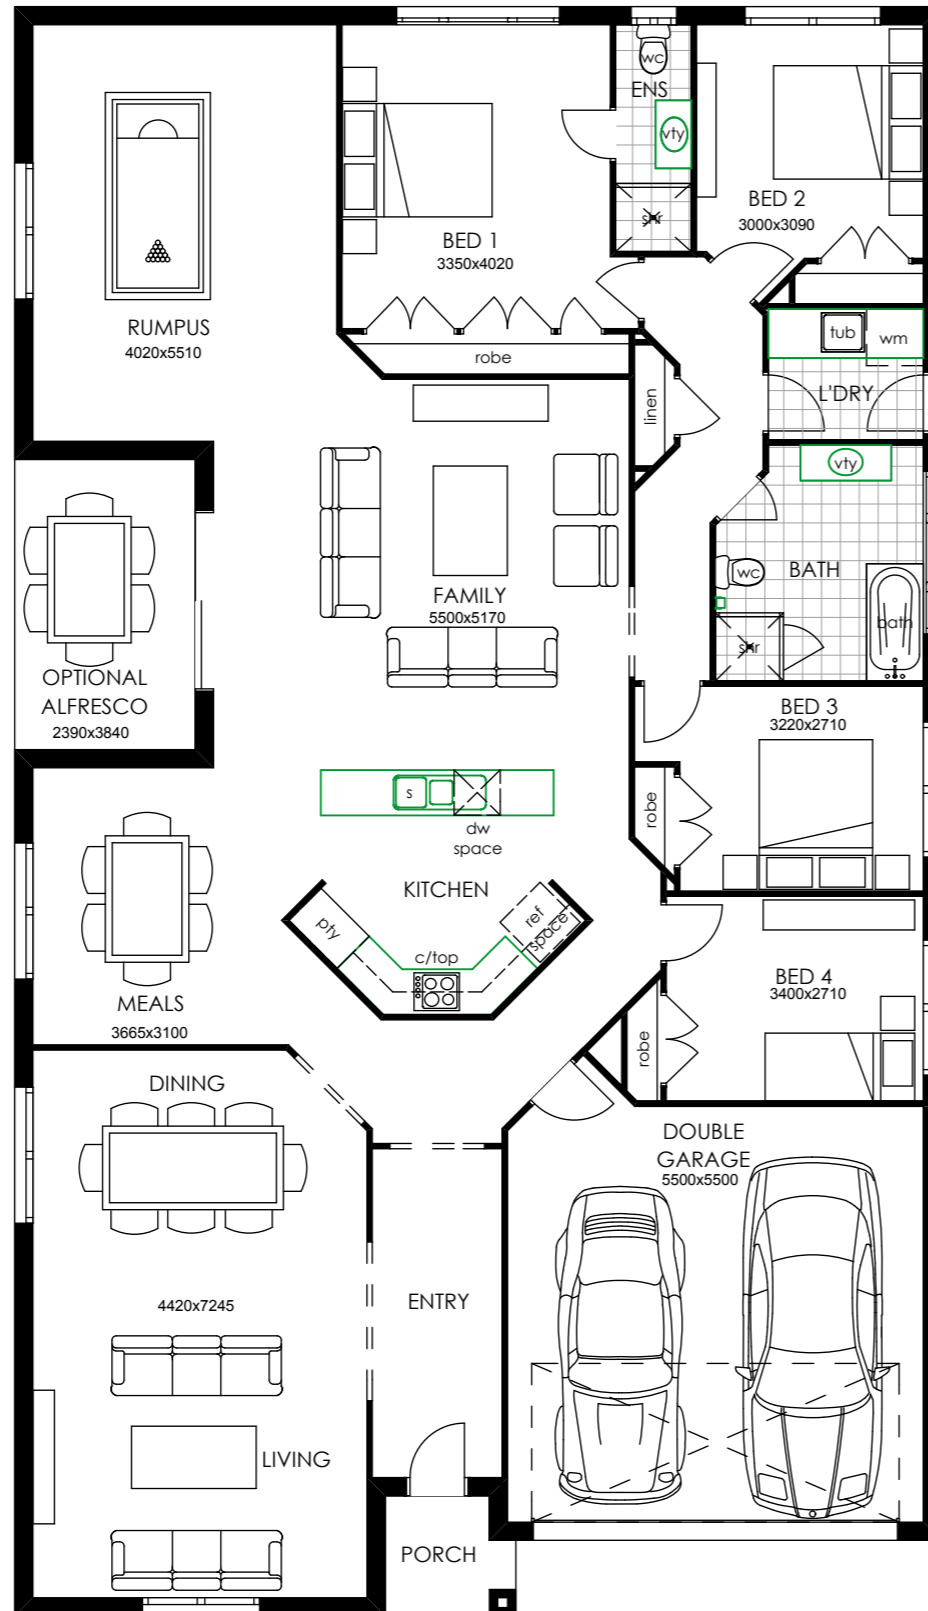 wc
ENS
vty
shr
BED 2
3000x3090
BED 1
3350x4020
RUMPUS
4020x5510
robe
tub
wm
L'DRY
linen
vty
BATH
wc
bath
shr
FAMILY
5500x5170
OPTIONAL
ALFRESCO
2390x3840
BED 3
3220x2710
robe
s
dw
space
KITCHEN
pty
ref
space
c/top
MEALS
3665x3100
BED 4
3400x2710
robe
DINING
DOUBLE
GARAGE
5500x5500
4420x7245
ENTRY
LIVING
PORCH